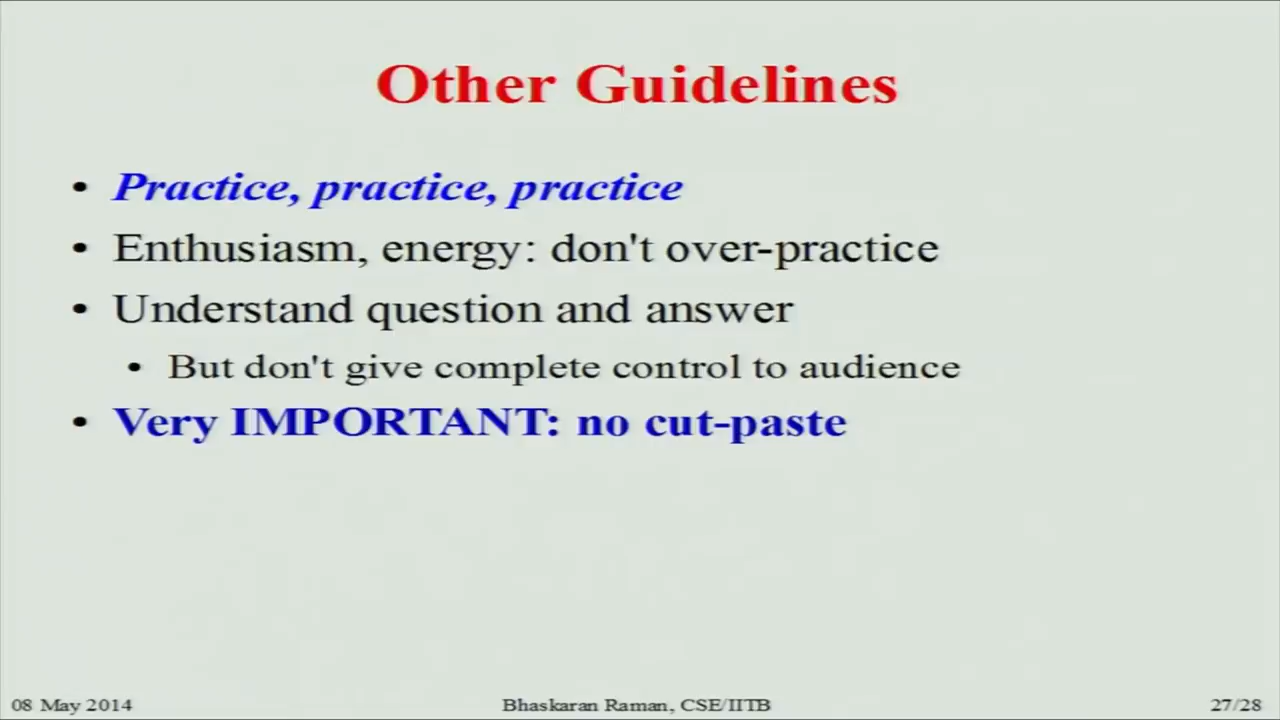 Other Guidelines
• Practice, practice, practice
• Enthusiasm, energy: don't over-practice
• Understand question and answer
• But don't give complete control to audience
• Very IMPORTANT: no cut-paste
08 May 2014
Bhaskaran Raman, CSE/IITB
27/28